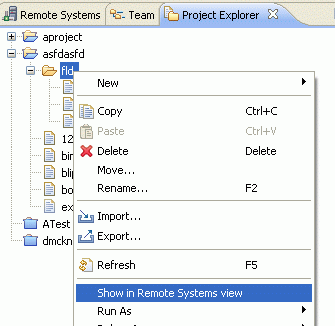 Remote Systems Team Project Explorer
aproject
asfdasfd
fld
New
Copy Ctrl+C
12
Paste Ctrl+V
bin
Delete Delete
blip
Move...
bo
Rename... F2
ex
Import...
ATest
Export...
dmckn
Refresh F5
Show in Remote Systems view
Run As